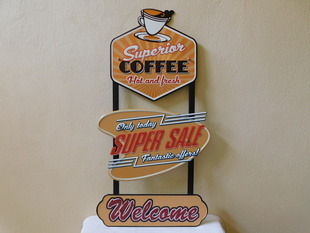 Superior
COFFEE
Hot and fresh
Only today
SUPER SALE
Fantastic offers!
Welcome